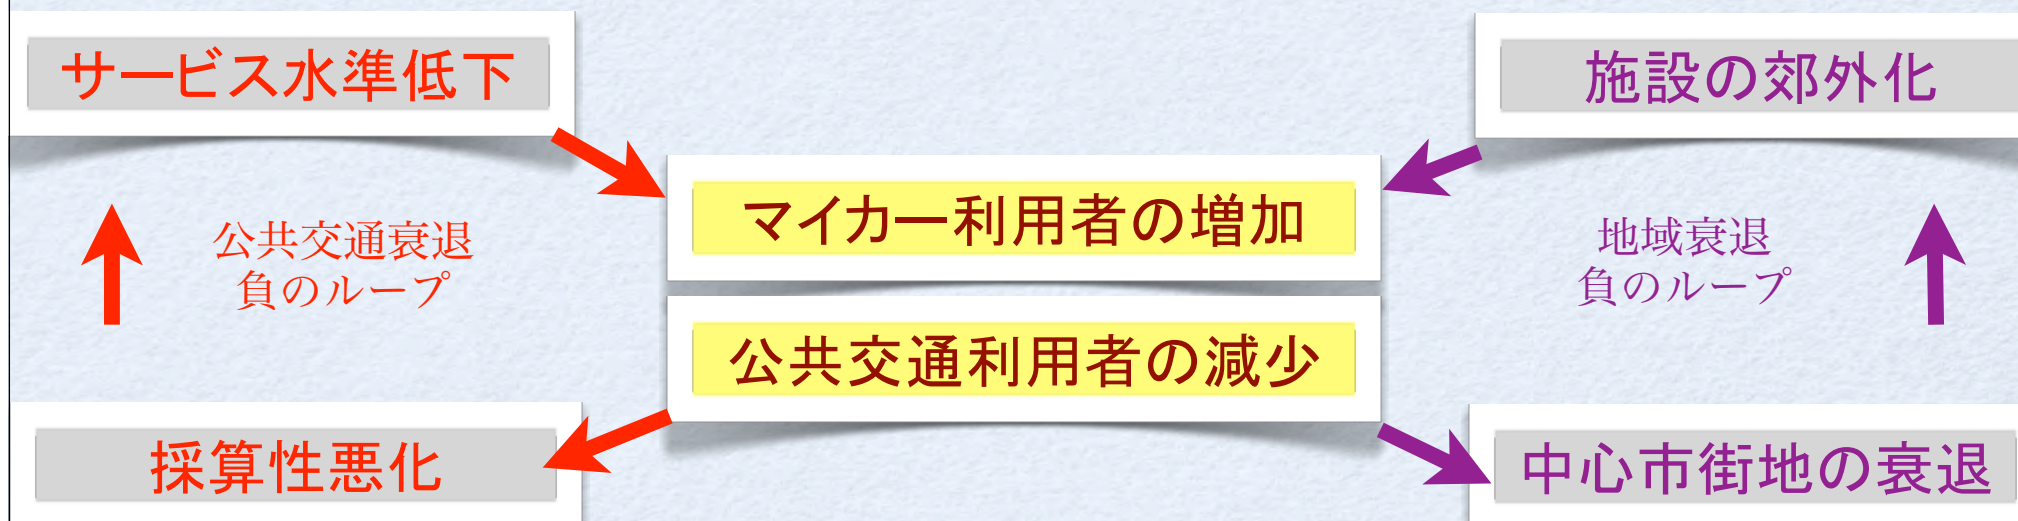 サービス水準低下
施設の郊外化
マイカー利用者の増加
公共交通衰退
負のループ
地域衰退
負のループ
公共交通利用者の減少
採算性悪化
中心市街地の衰退